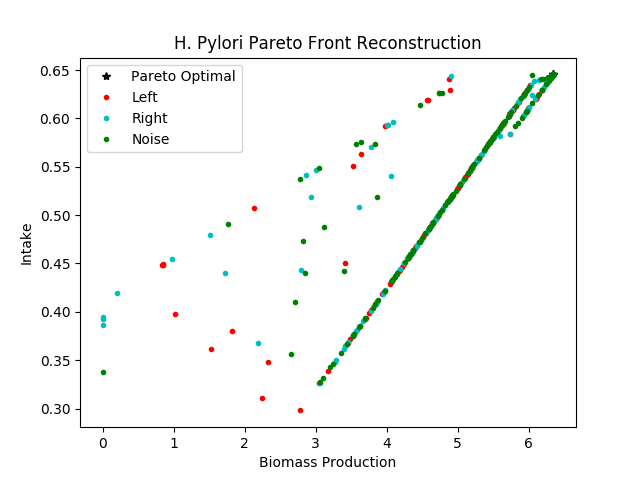 H. Pylori Pareto Front Reconstruction
Pareto Optimal
Left
Right
Noise
0.65
0.60
0.55
0.50
0.45
0.40
0.35
0.30
Intake
0 1 2 3 4 5 6
Biomass Production